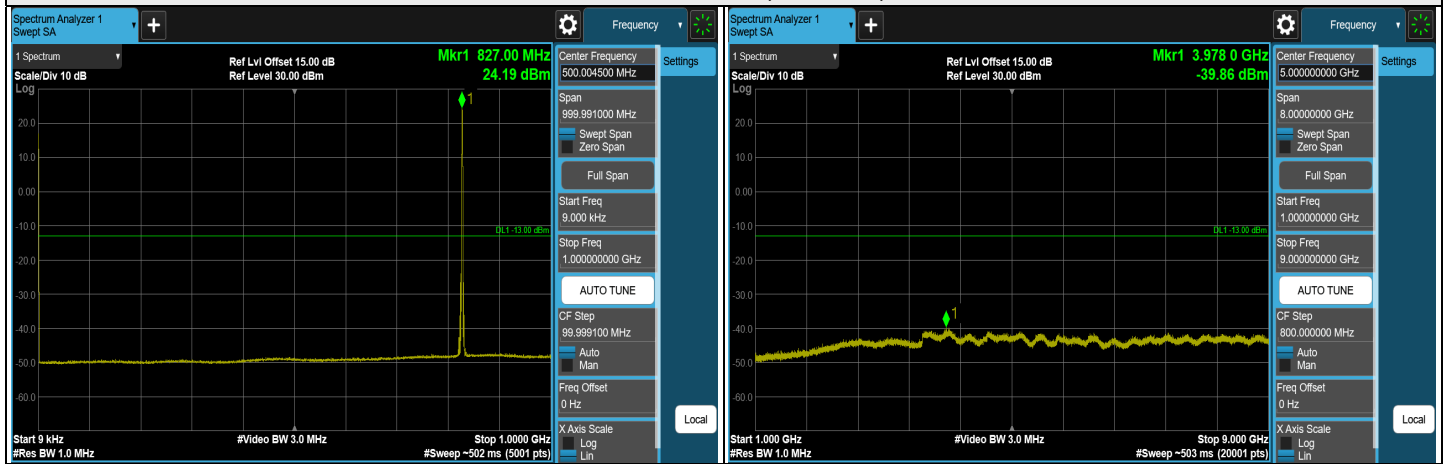 Spectrum Analyzer 1
Swept SA
+
Frequency
1 Spectrum
Scale/Div 10 dB
Log
Ref Lvl Offset 15.00 dB
Ref Level 30.00 dBm
Mkr1 827.00 MHz
24.19 dBm
1
20.0
10.0
0.00
-10.0
-20.0
-30.0
-40.0
-50.0
-60.0
DL1 -13.00 dBm
Start 9 kHz
#Res BW 1.0 MHz
#Video BW 3.0 MHz
Stop 1.0000 GHz
#Sweep ~502 ms (5001 pts)
Center Frequency
500.004500 MHz
Settings
Span
999.991000 MHz
Swept Span
Zero Span
Full Span
Start Freq
9.000 kHz
Stop Freq
1.000000000 GHz
AUTO TUNE
CF Step
99.999100 MHz
Auto
Man
Freq Offset
0 Hz
Local
X Axis Scale
Log
Lin
Spectrum Analyzer 1
Swept SA
+
Frequency
1 Spectrum
Scale/Div 10 dB
Log
Ref Lvl Offset 15.00 dB
Ref Level 30.00 dBm
Mkr1 3.978 0 GHz
-39.86 dBm
1
20.0
10.0
0.00
-10.0
-20.0
-30.0
-40.0
-50.0
-60.0
DL1 -13.00 dBm
Start 1.000 GHz
#Res BW 1.0 MHz
#Video BW 3.0 MHz
Stop 9.000 GHz
#Sweep ~503 ms (20001 pts)
Center Frequency
5.000000000 GHz
Settings
Span
8.00000000 GHz
Swept Span
Zero Span
Full Span
Start Freq
1.000000000 GHz
Stop Freq
9.000000000 GHz
AUTO TUNE
CF Step
800.000000 MHz
Auto
Man
Freq Offset
0 Hz
Local
X Axis Scale
Log
Lin